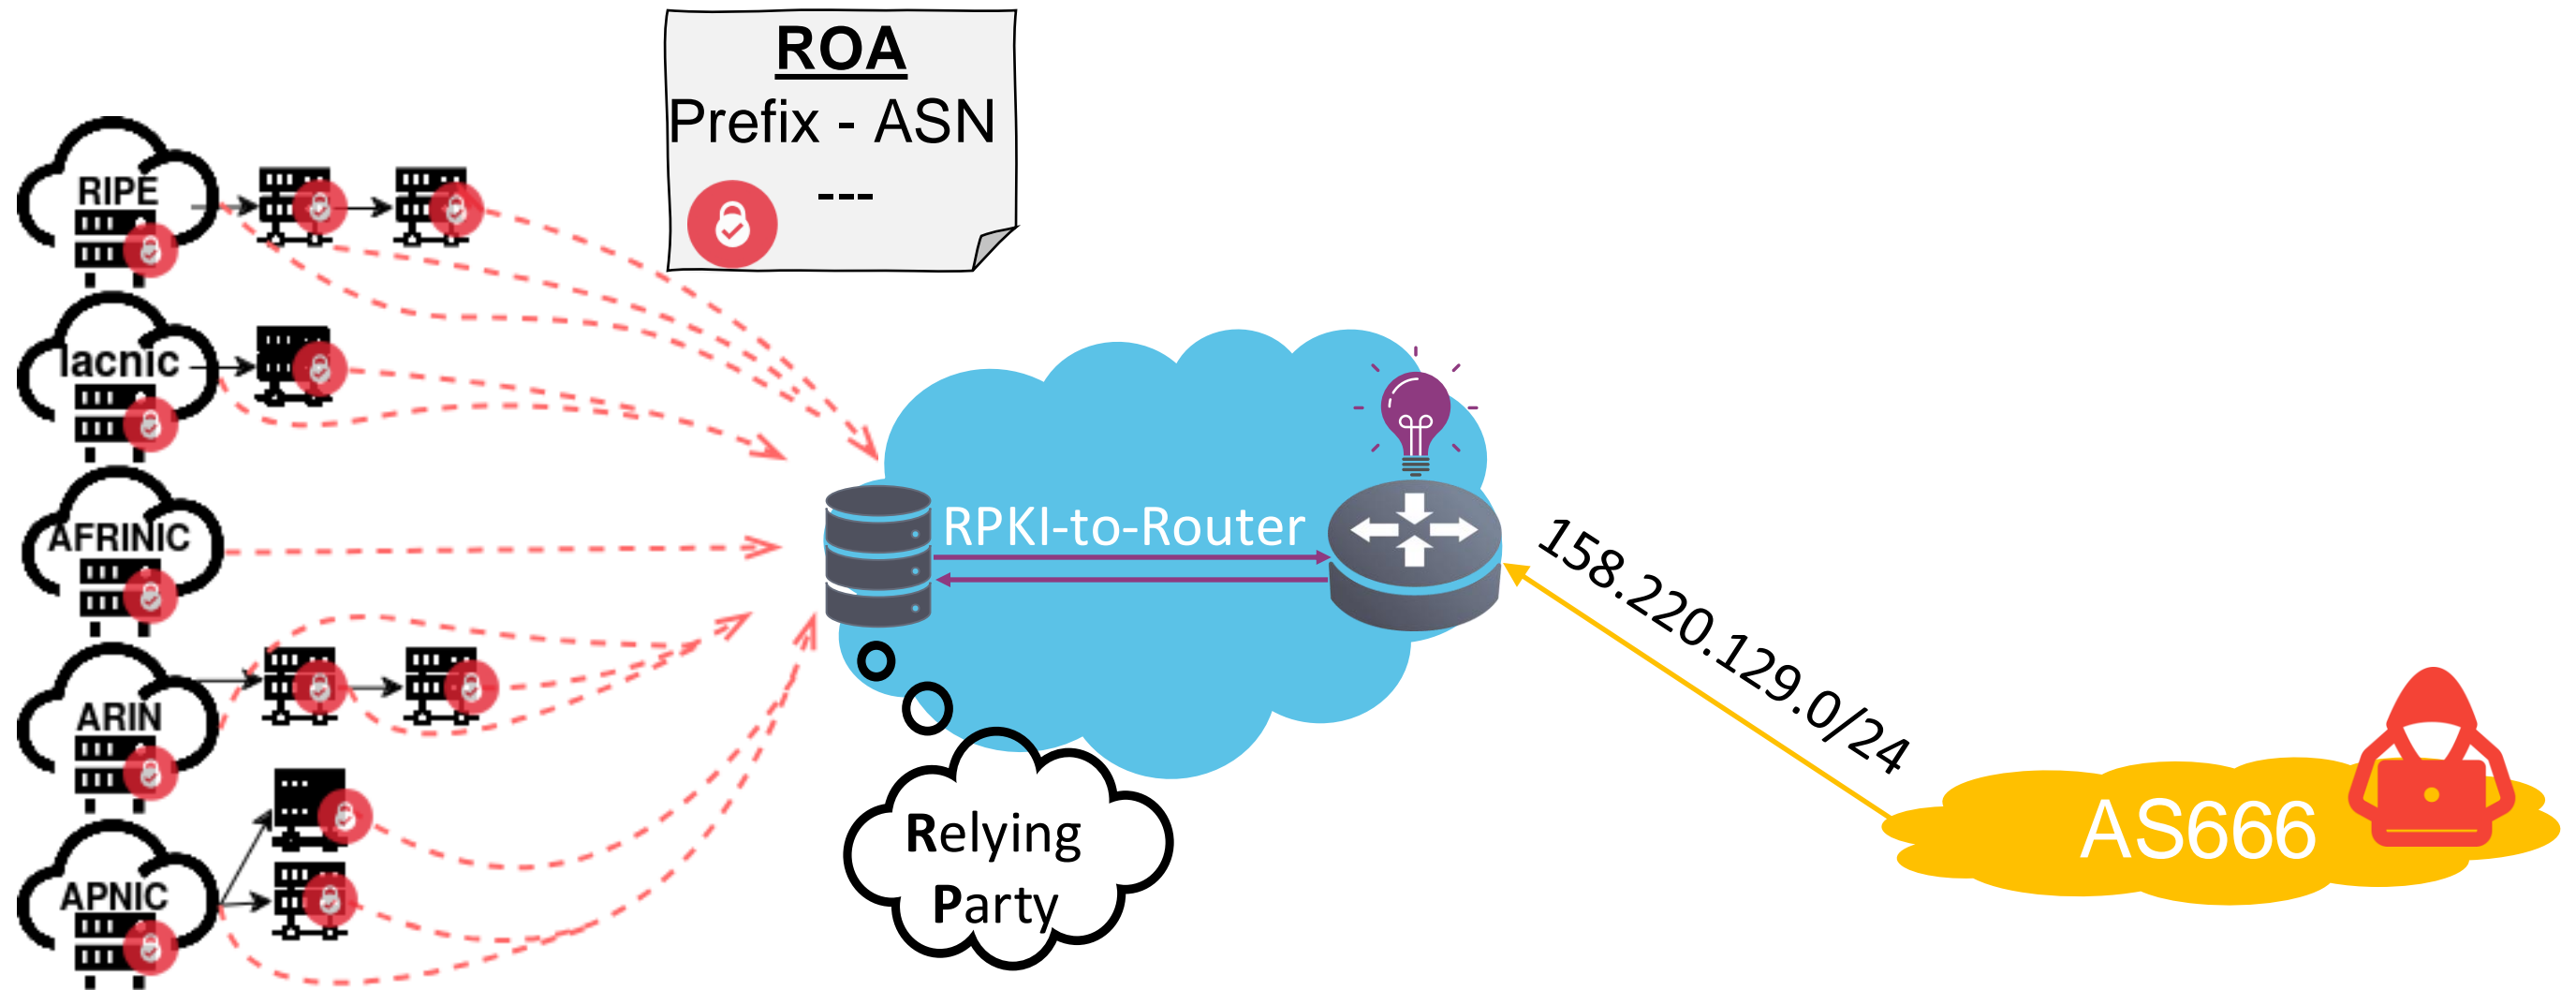 ROA
Prefix - ASN
---
RIPE
lacnic
AFRINIC
ARIN
APNIC
RPKI-to-Router
Relying
Party
158.220.129.0/24
AS666